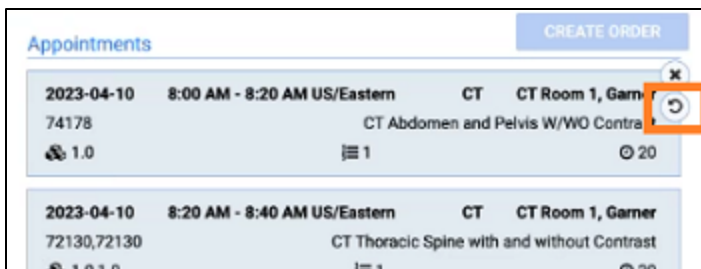 CREATE ORDER
Appointments
2023-04-10 8:00 AM - 8:20 AM US/Eastern CT CT Room 1,
74178 CT Abdomen and Pelvis W/WO
1.0 1 20
2023-04-10 8:20 AM - 8:40 AM US/Eastern CT CT Room 1, Garner
72130,72130 CT Thoracic Spine with and without Contrast